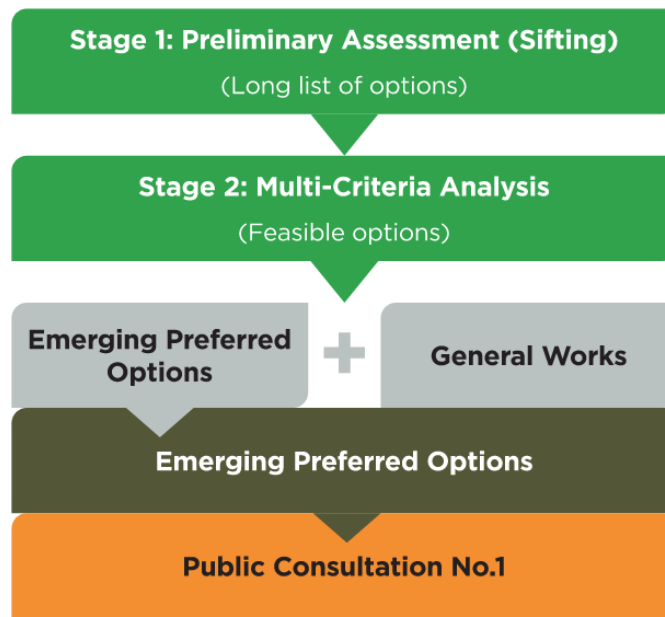 Stage 1: Preliminary Assessment (Sifting)
(Long list of options)
Stage 2: Multi-Criteria Analysis
(Feasible options)
Emerging Preferred
Options
+
General Works
Emerging Preferred Options
Public Consultation No.1